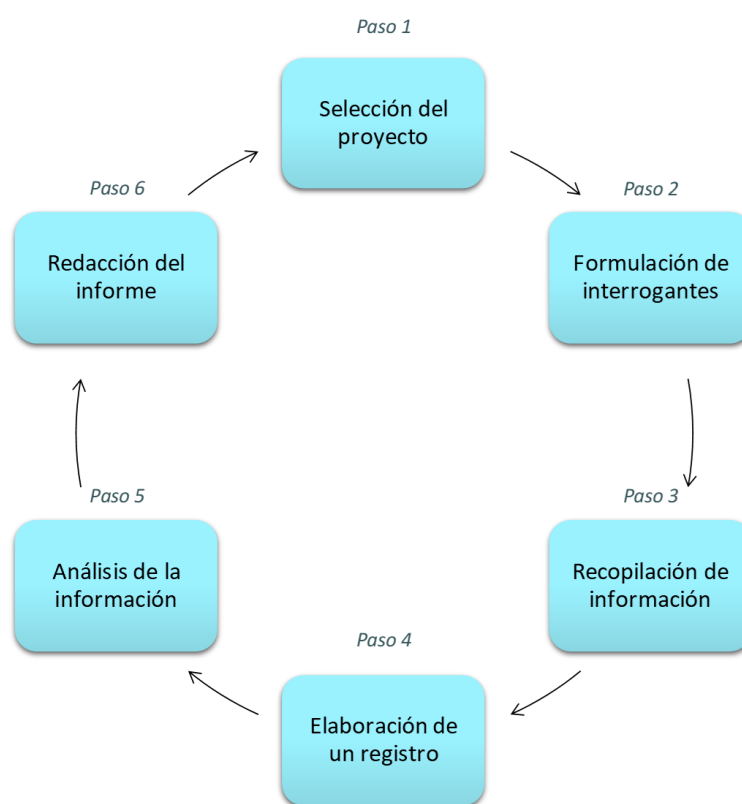 Paso 1
Selección del
proyecto
Paso 2
Formulación de
interrogantes
Paso 3
Recopilación de
información
Paso 4
Elaboración de
un registro
Paso 5
Análisis de la
información
Paso 6
Redacción del
informe